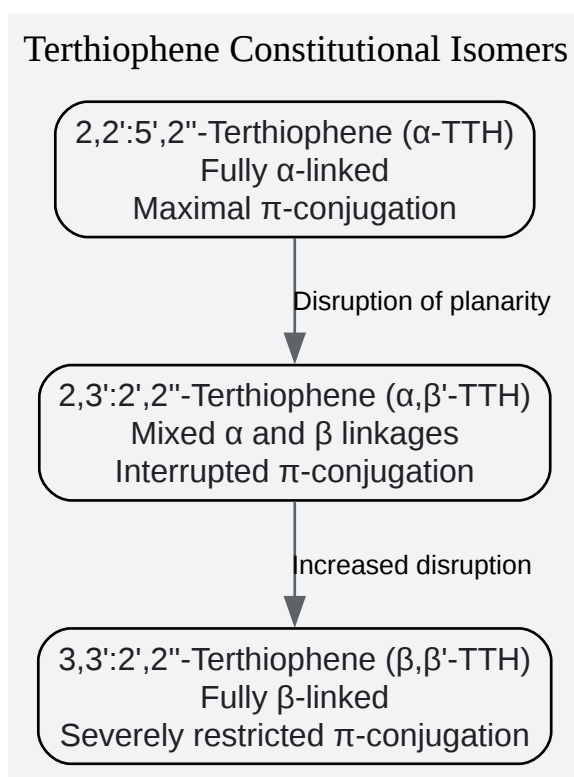 Terthiophene Constitutional Isomers
2,2':5',2''-Terthiophene (α-TTH)
Fully α-linked
Maximal π-conjugation
Disruption of planarity
2,3':2',2''-Terthiophene (α,β'-TTH)
Mixed α and β linkages
Interrupted π-conjugation
Increased disruption
3,3':2',2''-Terthiophene (β,β'-TTH)
Fully β-linked
Severely restricted π-conjugation